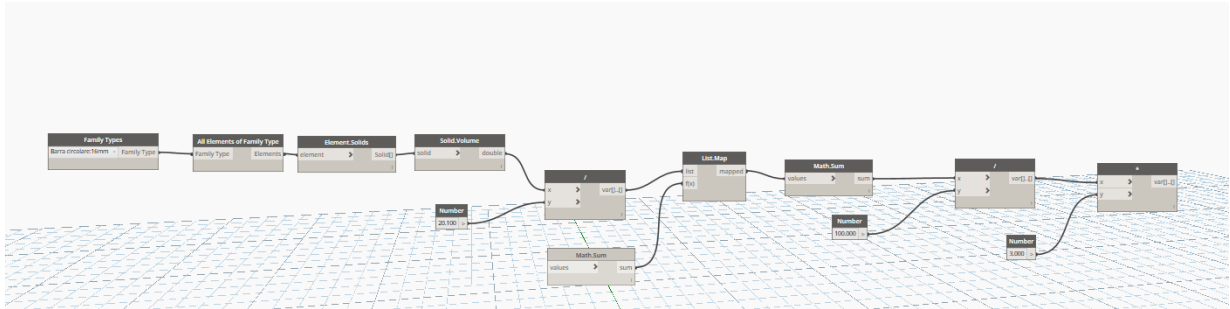 Family Types
Barra circolare:16mm Family Type
All Elements of Family Type
Family Type Elements
Element.Solids
element > Solid[]
Solid.Volume
solid > double
Number
20.100 >
/
x > var[]..[]
y >
Math.Sum
values > sum
List.Map
list mapped
f(x)
Math.Sum
values > sum
Number
100.000 >
/
x > var[]..[]
y >
Number
3.000 >
*
x > var[]..[]
y >